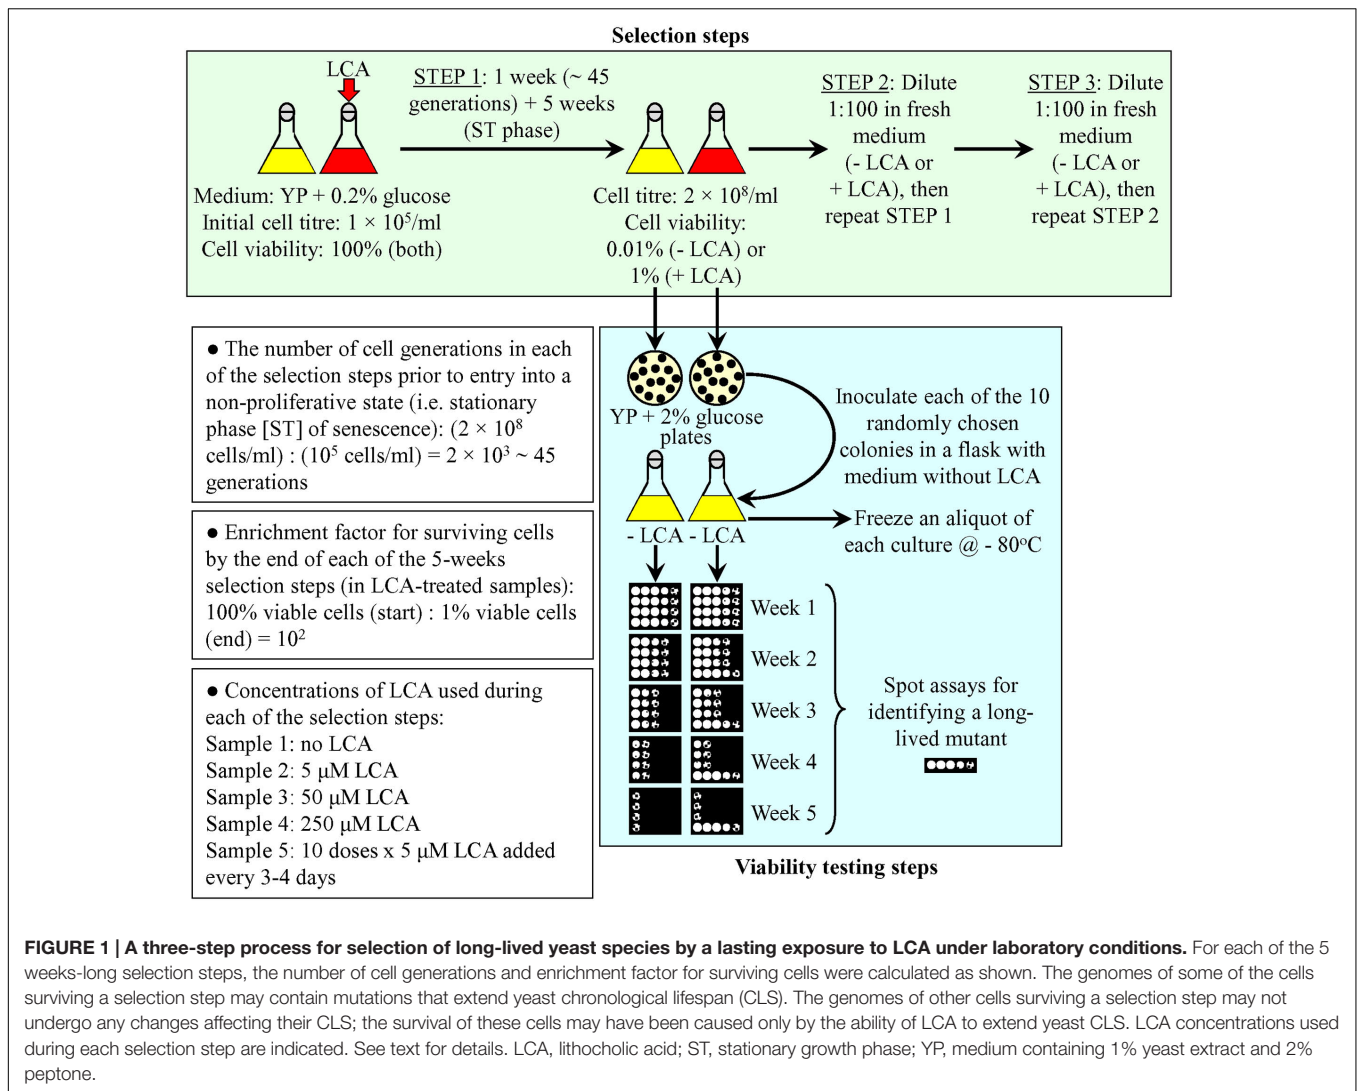 Selection steps
LCA
STEP 1: 1 week (~ 45
generations) + 5 weeks
(ST phase)
Medium: YP + 0.2% glucose
Initial cell titre: 1 × 10⁵/ml
Cell viability: 100% (both)
Cell titre: 2 × 10⁸/ml
Cell viability:
0.01% (- LCA) or
1% (+ LCA)
STEP 2: Dilute
1:100 in fresh
medium
(- LCA or
+ LCA), then
repeat STEP 1
STEP 3: Dilute
1:100 in fresh
medium
(- LCA or
+ LCA), then
repeat STEP 2
● The number of cell generations in each
of the selection steps prior to entry into a
non-proliferative state (i.e. stationary
phase [ST] of senescence): (2 × 10⁸
cells/ml) : (10⁵ cells/ml) = 2 × 10³ ~ 45
generations
● Enrichment factor for surviving cells
by the end of each of the 5-weeks
selection steps (in LCA-treated samples):
100% viable cells (start) : 1% viable cells
(end) = 10²
● Concentrations of LCA used during
each of the selection steps:
Sample 1: no LCA
Sample 2: 5 μM LCA
Sample 3: 50 μM LCA
Sample 4: 250 μM LCA
Sample 5: 10 doses x 5 μM LCA added
every 3-4 days
YP + 2% glucose
plates
Inoculate each of the 10
randomly chosen
colonies in a flask with
medium without LCA
- LCA - LCA
Freeze an aliquot of
each culture @ - 80°C
Week 1
Week 2
Week 3
Week 4
Week 5
Spot assays for
identifying a long-
lived mutant
Viability testing steps
FIGURE 1 | A three-step process for selection of long-lived yeast species by a lasting exposure to LCA under laboratory conditions. For each of the 5
weeks-long selection steps, the number of cell generations and enrichment factor for surviving cells were calculated as shown. The genomes of some of the cells
surviving a selection step may contain mutations that extend yeast chronological lifespan (CLS). The genomes of other cells surviving a selection step may not
undergo any changes affecting their CLS; the survival of these cells may have been caused only by the ability of LCA to extend yeast CLS. LCA concentrations used
during each selection step are indicated. See text for details. LCA, lithocholic acid; ST, stationary growth phase; YP, medium containing 1% yeast extract and 2%
peptone.